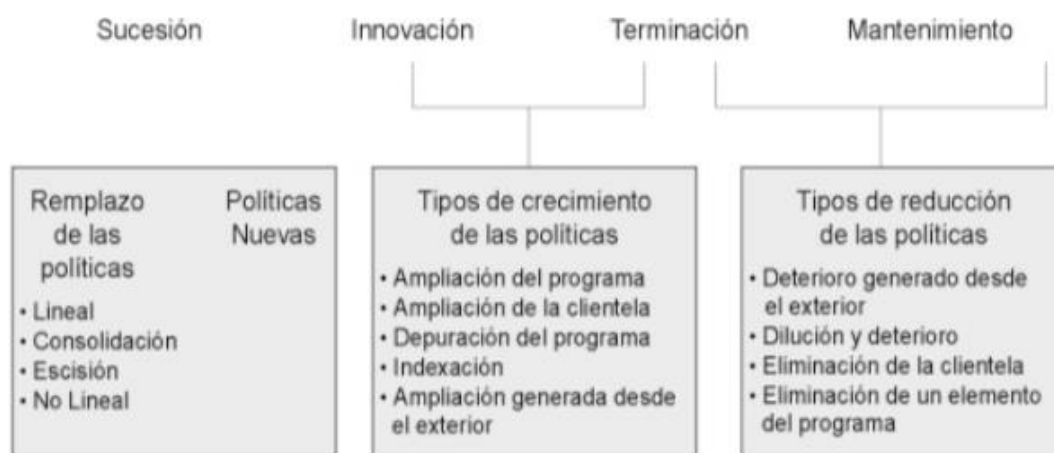 Sucesión
Innovación
Terminación
Mantenimiento
Remplazo
de las
políticas
Políticas
Nuevas
• Lineal
• Consolidación
• Escisión
• No Lineal
Tipos de crecimiento
de las políticas
• Ampliación del programa
• Ampliación de la clientela
• Depuración del programa
• Indexación
• Ampliación generada desde
el exterior
Tipos de reducción
de las políticas
• Deterioro generado desde
el exterior
• Dilución y deterioro
• Eliminación de la clientela
• Eliminación de un elemento
del programa